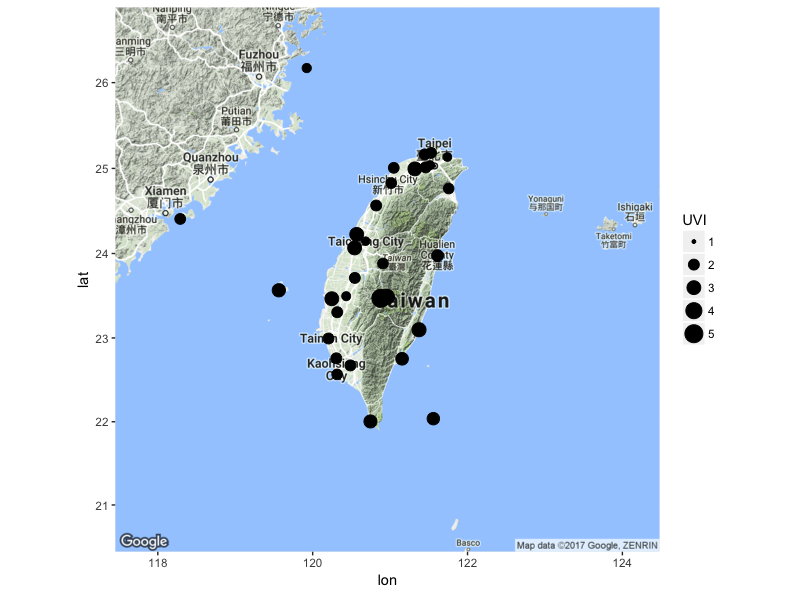 Nanping
南平市
Ningde
宁德市
anming
三明市
Fuzhou
福州市
26
Putian
莆田市
Taipei
Quanzhou
泉州市
25
Hsinchu City
新竹市
Xiamen
厦门市
Yonaguni
与那国町
Ishigaki
石垣
angzhou
漳州市
Taketomi
竹富町
UVI
1
2
3
4
5
24
Hualien
County
花蓮縣
Taiwan
臺灣
Taiwan
23
Tainan City
Kaohsiung
City
22
21
lat
Google
Basco
Map data ©2017 Google, ZENRIN
118
120
122
124
lon